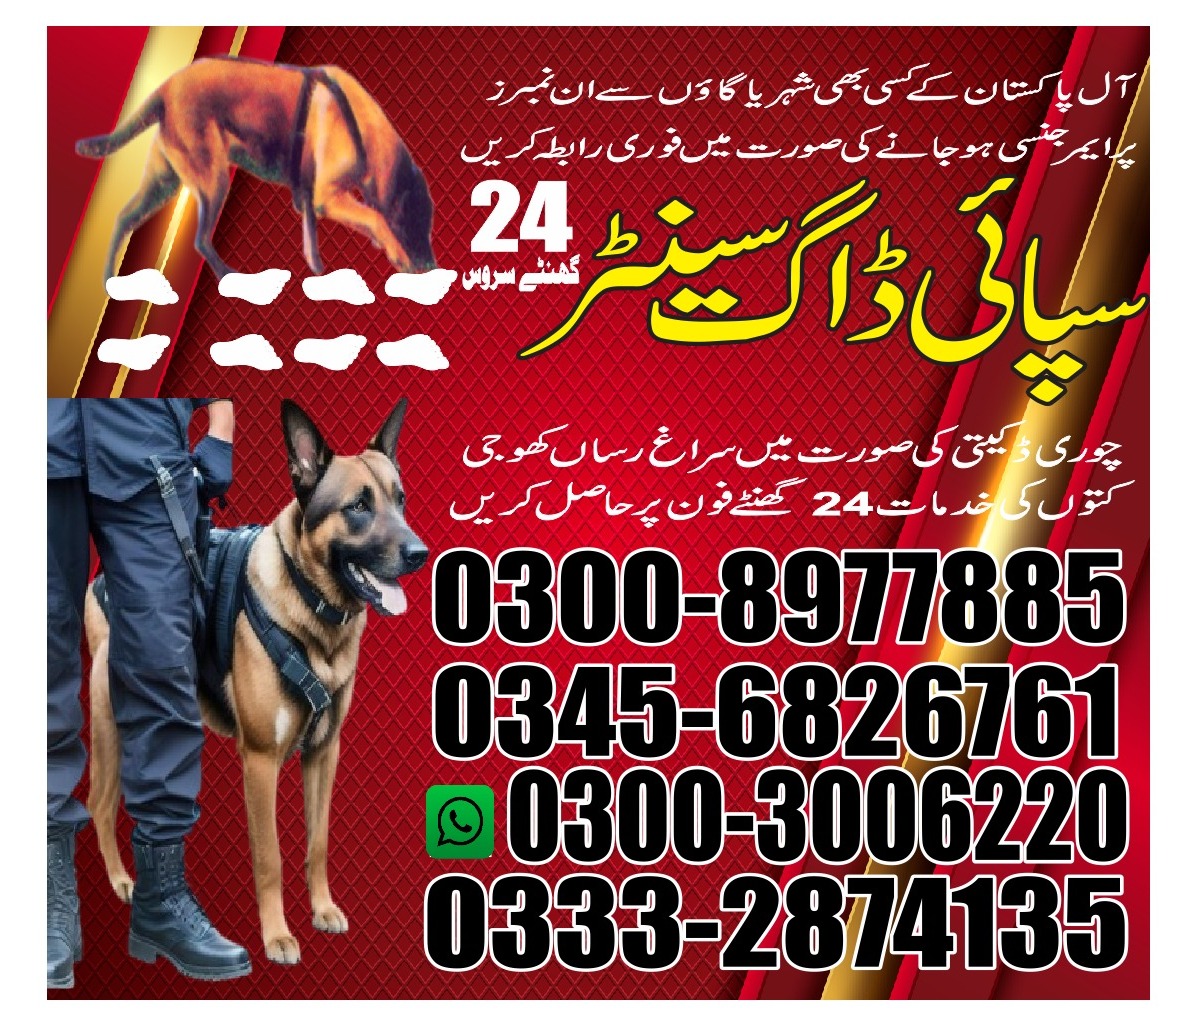 آل پاکستان کے کسی بھی شہر یا گاؤں سے ان نمبرز
پر ایمرجنسی ہو جانے کی صورت میں فوری رابطہ کریں
24
گھنٹے سروس
سپائی ڈاگ سینٹر
چوری ڈکیتی کی صورت میں سراغ رساں کھوجی
کتوں کی خدمات 24 گھنٹے فون پر حاصل کریں
0300-8977885
0345-6826761
0300-3006220
0333-2874135